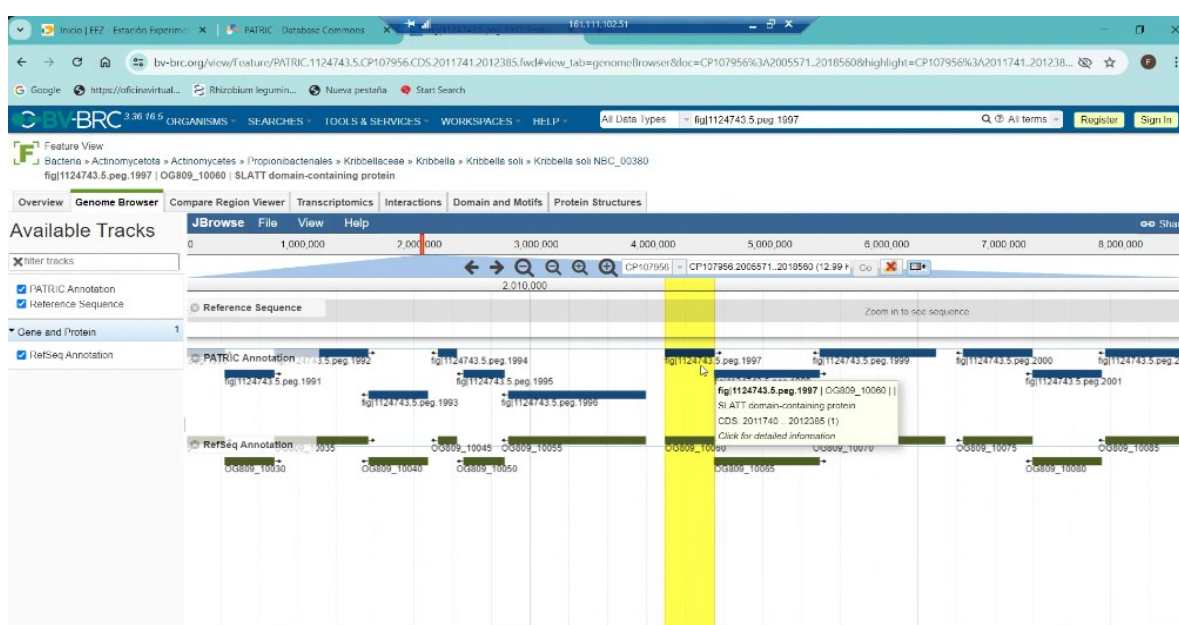 Inicio | EEZ - Estación Experime
PATRIC - Database Commons
161.111.102.51
bv-brc.org/view/Feature/PATRIC.1124743.5.CP107956.CDS.2011741.2012385.fwd#view_tab=genomeBrowser&loc=CP107956%3A2005571..2018560&highlight=CP107956%3A2011741..201238...
Google https://oficinavirtual... Rhizobium legumin... Nueva pestaña Start Search
BV-BRC 3.36.16.5 ORGANISMS SEARCHES TOOLS & SERVICES WORKSPACES HELP All Data Types fig|1124743.5.peg.1997 All terms Register Sign In
Feature View
Bacteria » Actinomycetota » Actinomycetes » Propionibacteriales » Kribbellaceae » Kribbella » Kribbella soli » Kribbella soli NBC_00380
fig|1124743.5.peg.1997 | OG809_10060 | SLATT domain-containing protein
Overview Genome Browser Compare Region Viewer Transcriptomics Interactions Domain and Motifs Protein Structures
Available Tracks
JBrowse File View Help Shar
0 1,000,000 2,000,000 3,000,000 4,000,000 5,000,000 6,000,000 7,000,000 8,000,000
filter tracks
CP107956 CP107956:2005571..2018560 (12.99 K Go
2,010,000
PATRIC Annotation
Reference Sequence
Reference Sequence Zoom in to see sequence
Gene and Protein 1
RefSeq Annotation
PATRIC Annotation
3.5.peg.1992 fig|1124743.5.peg.1994 fig|1124743.5.peg.1997 fig|1124743.5.peg.1999 fig|1124743.5.peg.2000 fig|1124743.5.peg.2
fig|1124743.5.peg.1991 fig|1124743.5.peg.1995 fig|1124743.5.peg.2001
fig|1124743.5.peg.1993 fig|1124743.5.peg.1996
fig|1124743.5.peg.1997 | OG809_10060 | |
SLATT domain-containing protein
CDS: 2011740 .. 2012385 (1)
Click for detailed information
RefSeq Annotation
10035 OG809_10045 OG809_10055 OG809_10060 OG809_10070 OG809_10075 OG809_10085
OG809_10030 OG809_10040 OG809_10050 OG809_10065 OG809_10080